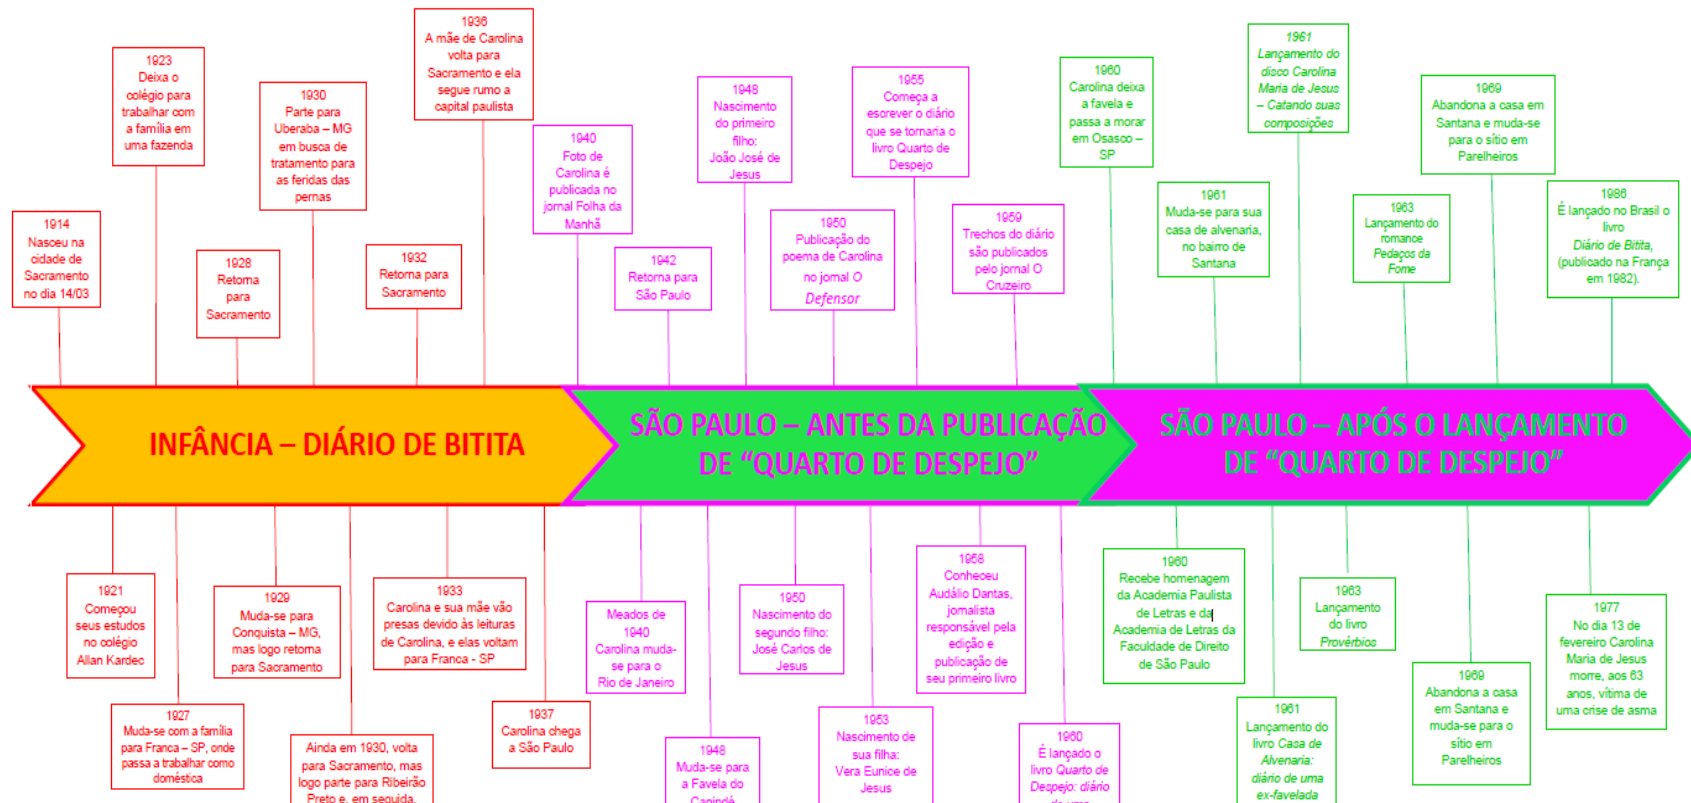 1914
Nasceu na
cidade de
Sacramento
no dia 14/03
1923
Deixa o
colégio para
trabalhar com
a família em
uma fazenda
1928
Retorna
para
Sacramento
1930
Parte para
Uberaba – MG
em busca de
tratamento para
as feridas das
pernas
1932
Retorna para
Sacramento
1936
A mãe de Carolina
volta para
Sacramento e ela
segue rumo a
capital paulista
1940
Foto de
Carolina é
publicada no
jornal Folha da
Manhã
1942
Retorna para
São Paulo
1948
Nascimento
do primeiro
filho:
João José de
Jesus
1950
Publicação do
poema de Carolina
no jornal O
Defensor
1955
Começa a
escrever o diário
que se tornaria o
livro Quarto de
Despejo
1959
Trechos do diário
são publicados
pelo jornal O
Cruzeiro
1960
Carolina deixa
a favela e
passa a morar
em Osasco –
SP
1961
Muda-se para sua
casa de alvenaria,
no bairro de
Santana
1961
Lançamento do
disco Carolina
Maria de Jesus
– Catando suas
composições
1963
Lançamento do
romance
Pedaços da
Fome
1969
Abandona a casa em
Santana e muda-se
para o sítio em
Parelheiros
1986
É lançado no Brasil o
livro
Diário de Bitita,
(publicado na França
em 1982).
INFÂNCIA – DIÁRIO DE BITITA
SÃO PAULO – ANTES DA PUBLICAÇÃO
DE “QUARTO DE DESPEJO”
SÃO PAULO – APÓS O LANÇAMENTO
DE “QUARTO DE DESPEJO”
1921
Começou
seus estudos
no colégio
Allan Kardec
1927
Muda-se com a família
para Franca – SP, onde
passa a trabalhar como
doméstica
1929
Muda-se para
Conquista – MG,
mas logo retorna
para Sacramento
Ainda em 1930, volta
para Sacramento, mas
logo parte para Ribeirão
Preto e, em seguida,
1933
Carolina e sua mãe vão
presas devido às leituras
de Carolina, e elas voltam
para Franca - SP
1937
Carolina chega
a São Paulo
Meados de
1940
Carolina muda-
se para o
Rio de Janeiro
1948
Muda-se para
a Favela do
Canindé
1950
Nascimento do
segundo filho:
José Carlos de
Jesus
1953
Nascimento de
sua filha:
Vera Eunice de
Jesus
1958
Conheceu
Audálio Dantas,
jornalista
responsável pela
edição e
publicação de
seu primeiro livro
1960
É lançado o
livro Quarto de
Despejo: diário
de uma
1960
Recebe homenagem
da Academia Paulista
de Letras e da
Academia de Letras da
Faculdade de Direito
de São Paulo
1961
Lançamento do
livro Casa de
Alvenaria:
diário de uma
ex-favelada
1963
Lançamento
do livro
Provérbios
1969
Abandona a casa
em Santana e
muda-se para o
sítio em
Parelheiros
1977
No dia 13 de
fevereiro Carolina
Maria de Jesus
morre, aos 63
anos, vítima de
uma crise de asma